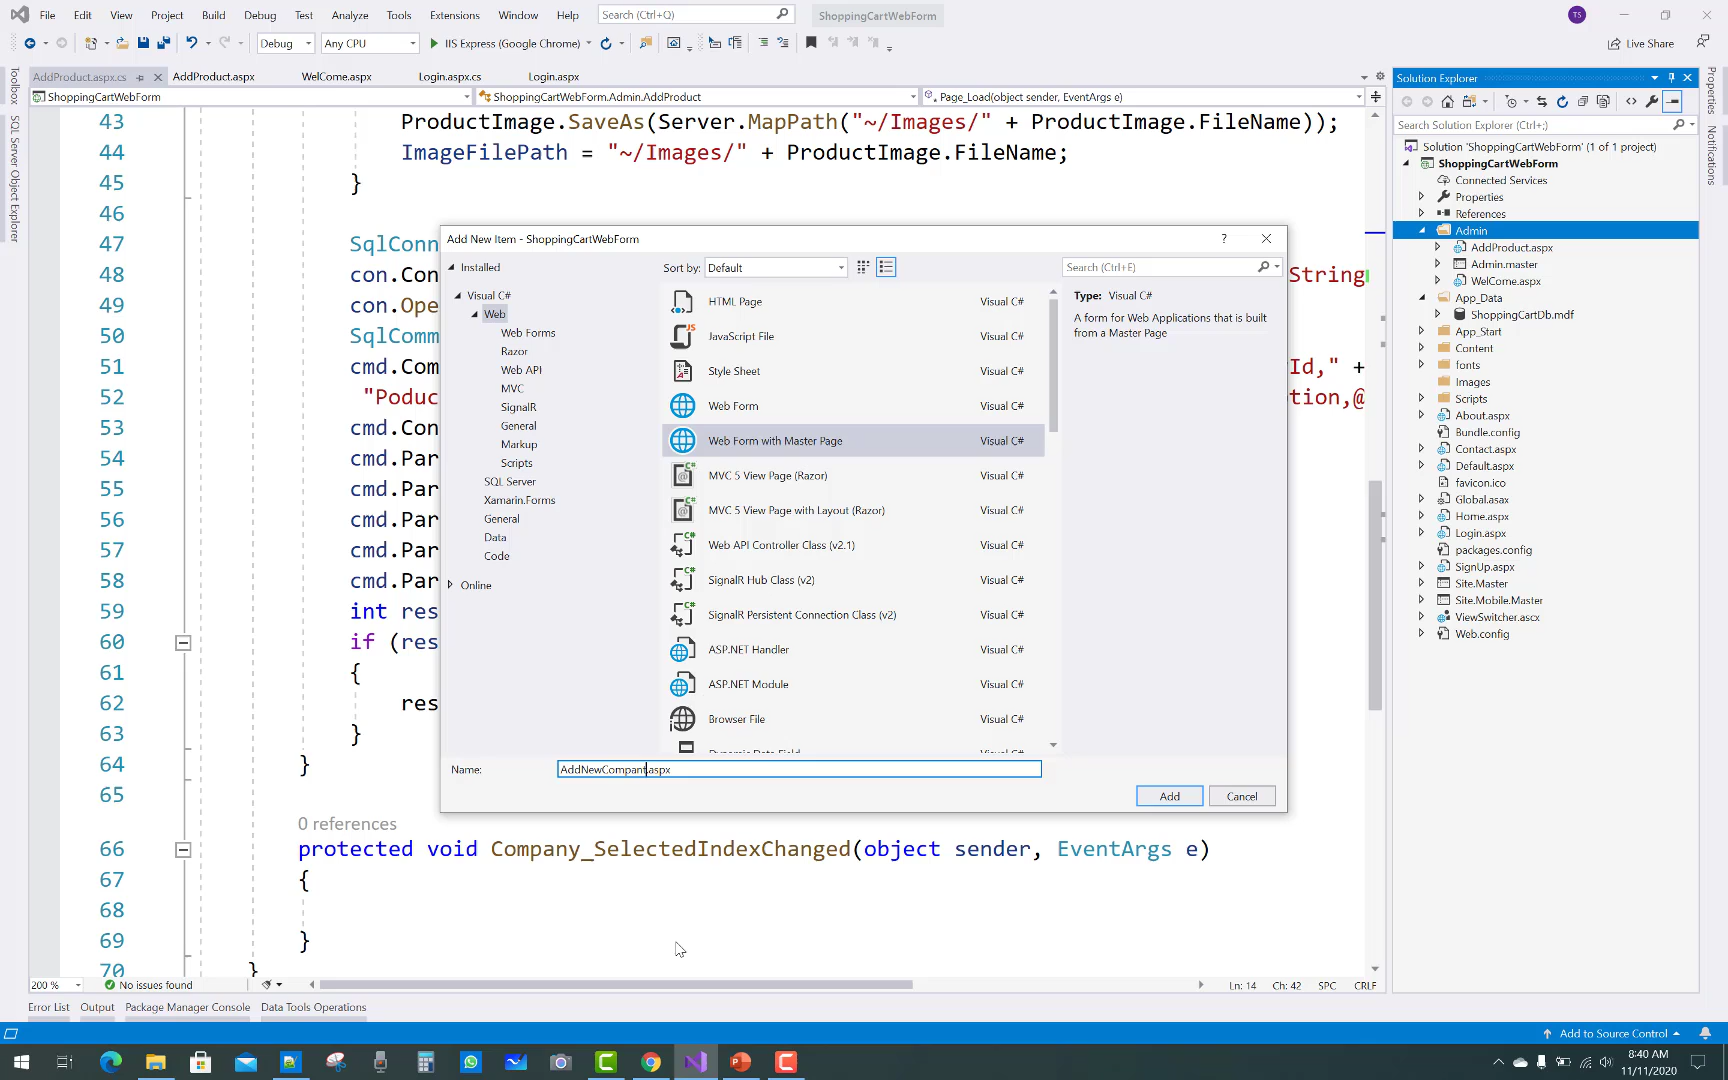 File Edit View Project Build Debug Test Analyze Tools Extensions Window Help Search (Ctrl+Q) ShoppingCartWebForm TS
Debug Any CPU IIS Express (Google Chrome) Live Share
AddProduct.aspx.cs AddProduct.aspx WelCome.aspx Login.aspx.cs Login.aspx
ShoppingCartWebForm ShoppingCartWebForm.Admin.AddProduct Page_Load(object sender, EventArgs e)
Toolbox
SQL Server Object Explorer
43 ProductImage.SaveAs(Server.MapPath("~/Images/" + ProductImage.FileName));
44 ImageFilePath = "~/Images/" + ProductImage.FileName;
45 }
46
47 SqlConn
48 con.Con String
49 con.Ope
50 SqlComm
51 cmd.Com Id," +
52 "Poduc tion,@
53 cmd.Con
54 cmd.Par
55 cmd.Par
56 cmd.Par
57 cmd.Par
58 cmd.Par
59 int res
60 if (res
61 {
62 res
63 }
64 }
65
0 references
66 protected void Company_SelectedIndexChanged(object sender, EventArgs e)
67 {
68
69 }
70 }
Add New Item - ShoppingCartWebForm ?
Installed
Visual C#
Web
Web Forms
Razor
Web API
MVC
SignalR
General
Markup
Scripts
SQL Server
Xamarin.Forms
General
Data
Code
Online
Sort by: Default
Search (Ctrl+E)
HTML Page Visual C#
JavaScript File Visual C#
Style Sheet Visual C#
Web Form Visual C#
Web Form with Master Page Visual C#
MVC 5 View Page (Razor) Visual C#
MVC 5 View Page with Layout (Razor) Visual C#
Web API Controller Class (v2.1) Visual C#
SignalR Hub Class (v2) Visual C#
SignalR Persistent Connection Class (v2) Visual C#
ASP.NET Handler Visual C#
ASP.NET Module Visual C#
Browser File Visual C#
Dynamic Data Field Visual C#
Type: Visual C#
A form for Web Applications that is built
from a Master Page
Name: AddNewCompant.aspx
Add Cancel
Solution Explorer
Search Solution Explorer (Ctrl+;)
Solution 'ShoppingCartWebForm' (1 of 1 project)
ShoppingCartWebForm
Connected Services
Properties
References
Admin
AddProduct.aspx
Admin.master
WelCome.aspx
App_Data
ShoppingCartDb.mdf
App_Start
Content
fonts
Images
Scripts
About.aspx
Bundle.config
Contact.aspx
Default.aspx
favicon.ico
Global.asax
Home.aspx
Login.aspx
packages.config
SignUp.aspx
Site.Master
Site.Mobile.Master
ViewSwitcher.ascx
Web.config
Properties
Notifications
200 % No issues found Ln: 14 Ch: 42 SPC CRLF
Error List Output Package Manager Console Data Tools Operations
Add to Source Control
8:40 AM
11/11/2020